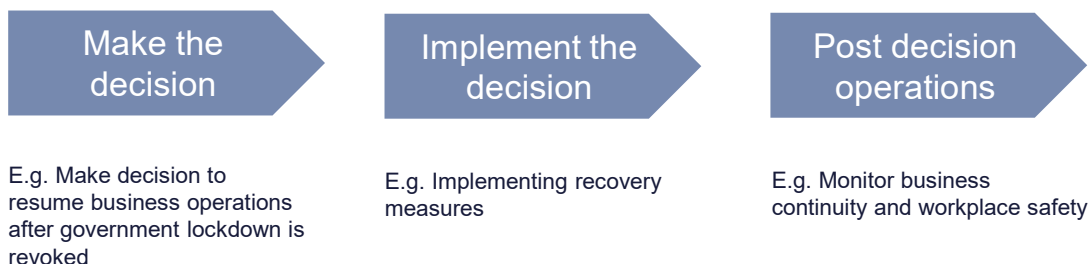 Make the
decision
Implement the
decision
Post decision
operations
E.g. Make decision to
resume business operations
after government lockdown is
revoked
E.g. Implementing recovery
measures
E.g. Monitor business
continuity and workplace safety